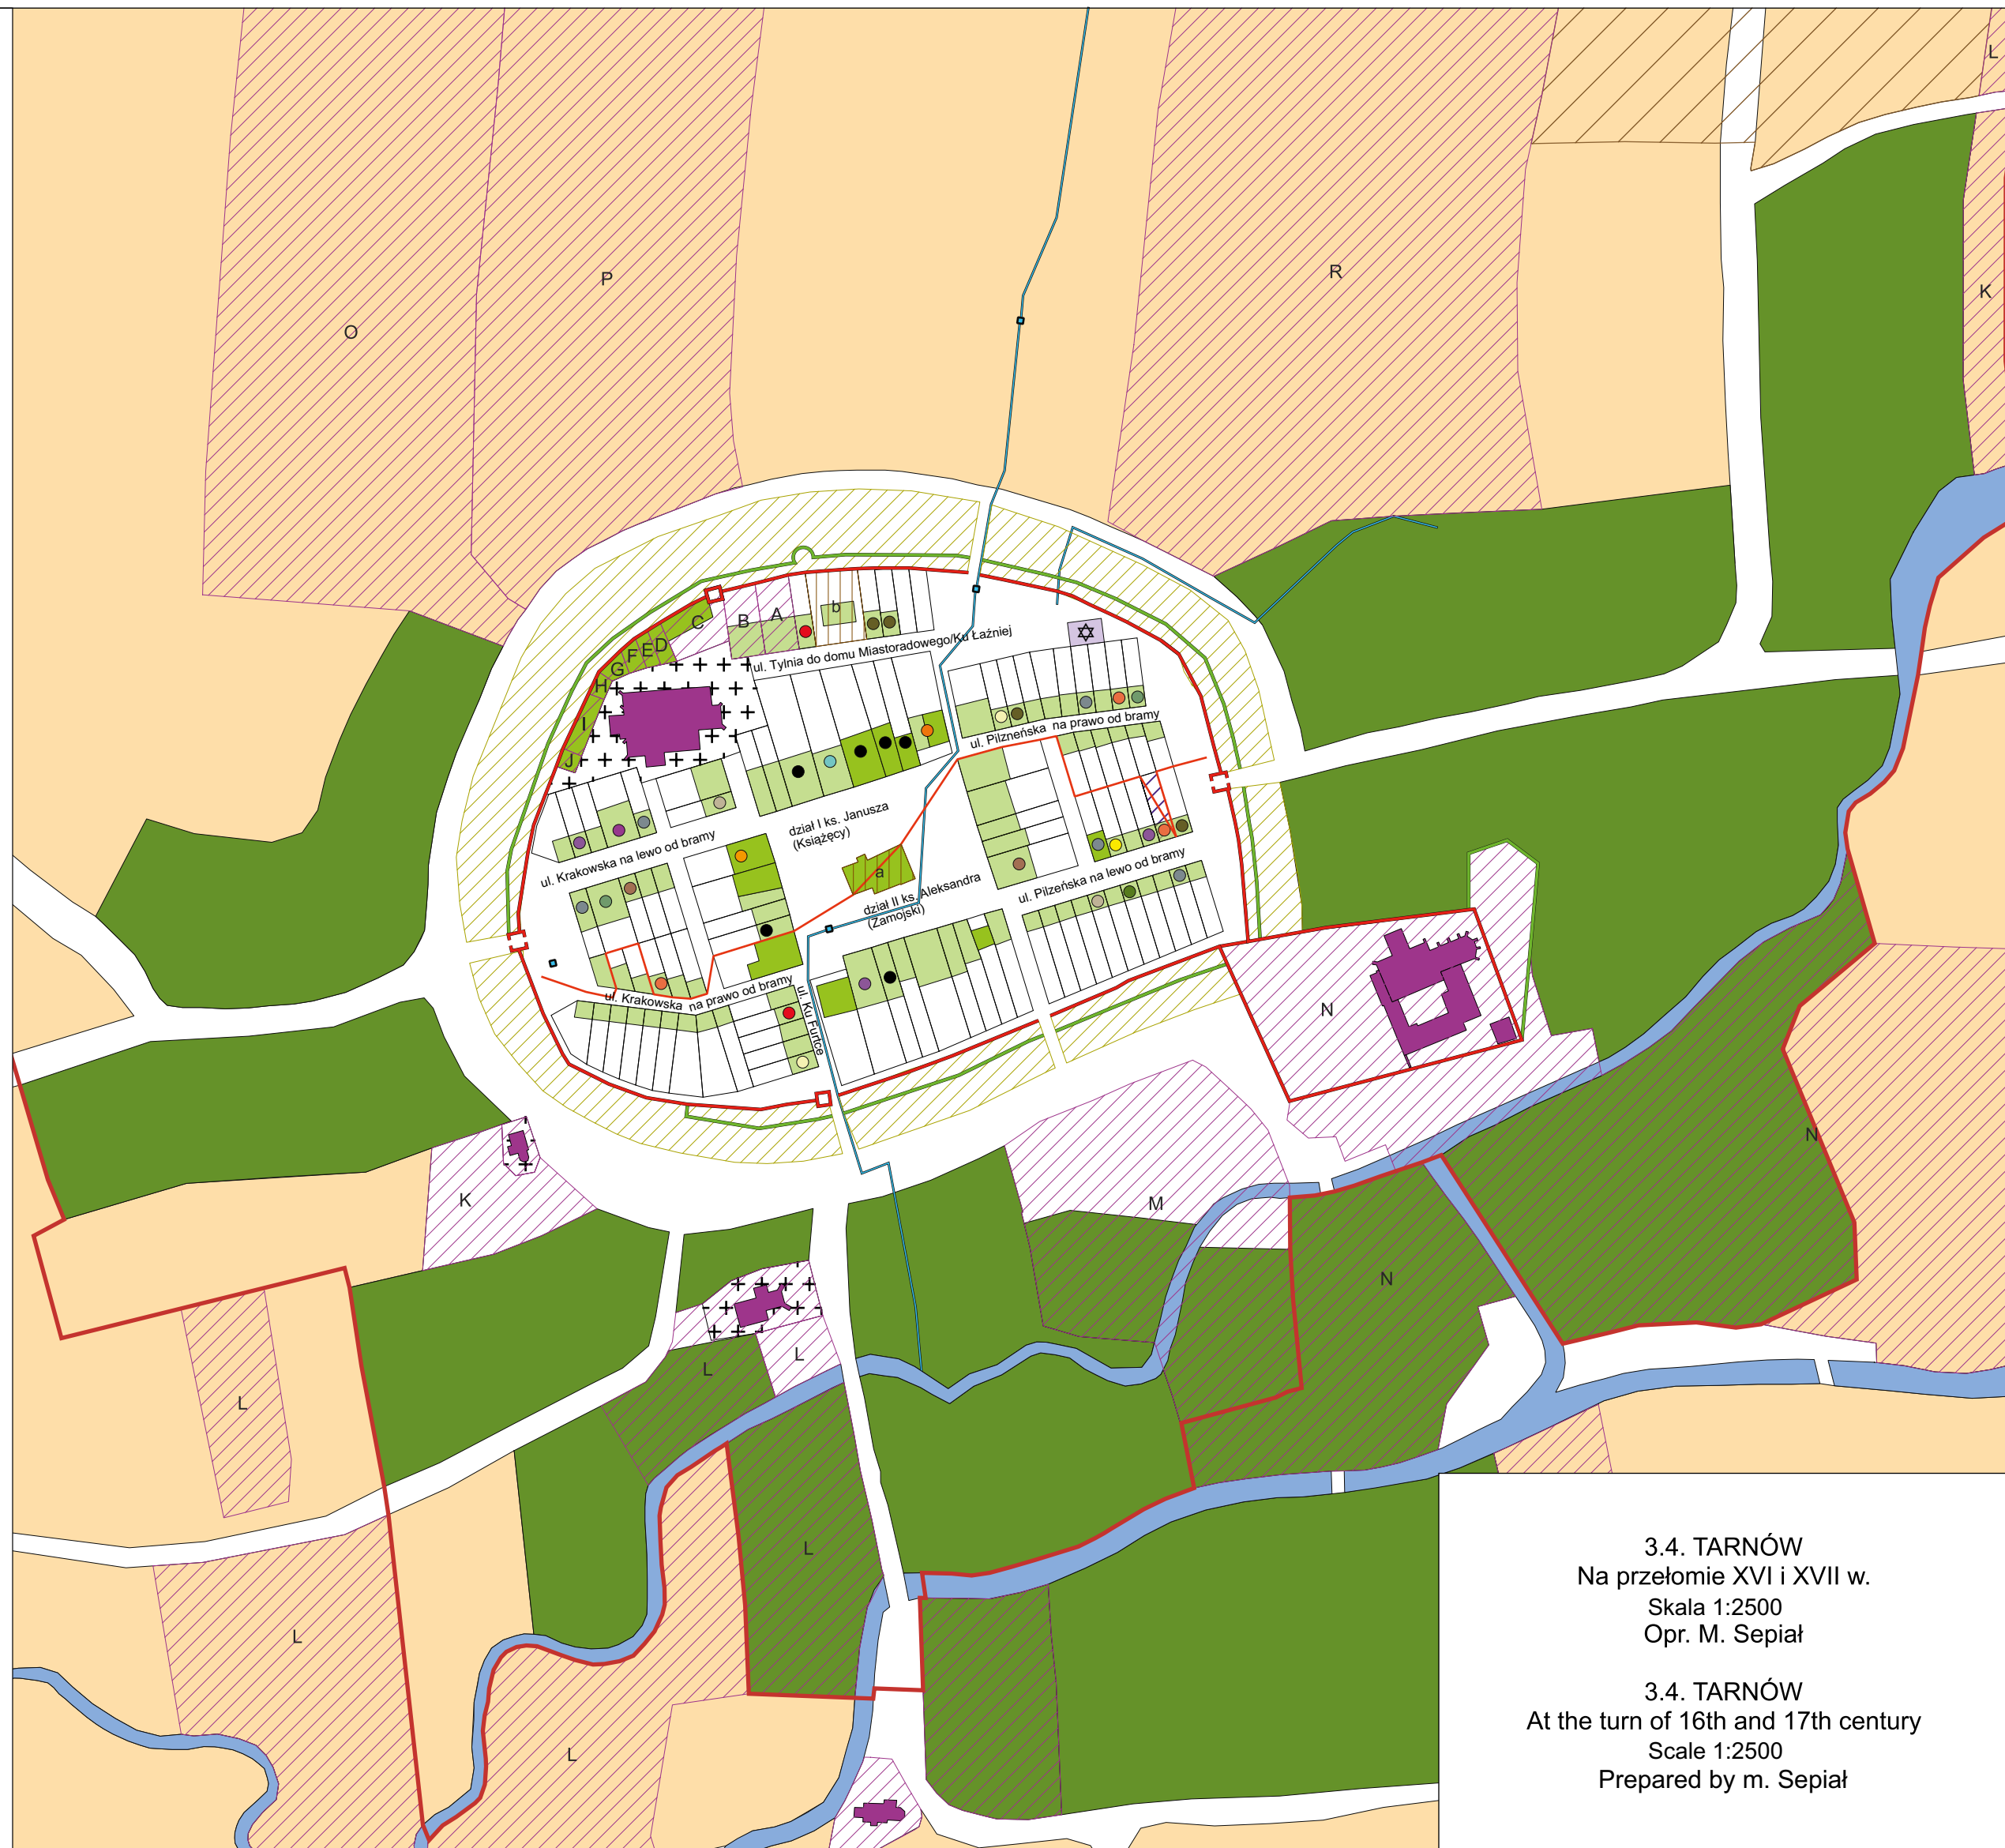 L
P
R
O
K
b
A
B
C
D
E
F
G
H
I
J
ul. Tylnia do domu Miastoradowego/Ku Łaźniej
ul. Pilzneńska na prawo od bramy
dział I ks. Janusza
(Książęcy)
ul. Krakowska na lewo od bramy
a
ul. Pilzeńska na lewo od bramy
dział II ks. Aleksandra
(Zamojski)
ul. Krakowska na prawo od bramy
ul. Ku Furtce
N
N
K
M
N
L
L
L
L
L
L
3.4. TARNÓW
Na przełomie XVI i XVII w.
Skala 1:2500
Opr. M. Sepiał
3.4. TARNÓW
At the turn of 16th and 17th century
Scale 1:2500
Prepared by m. Sepiał